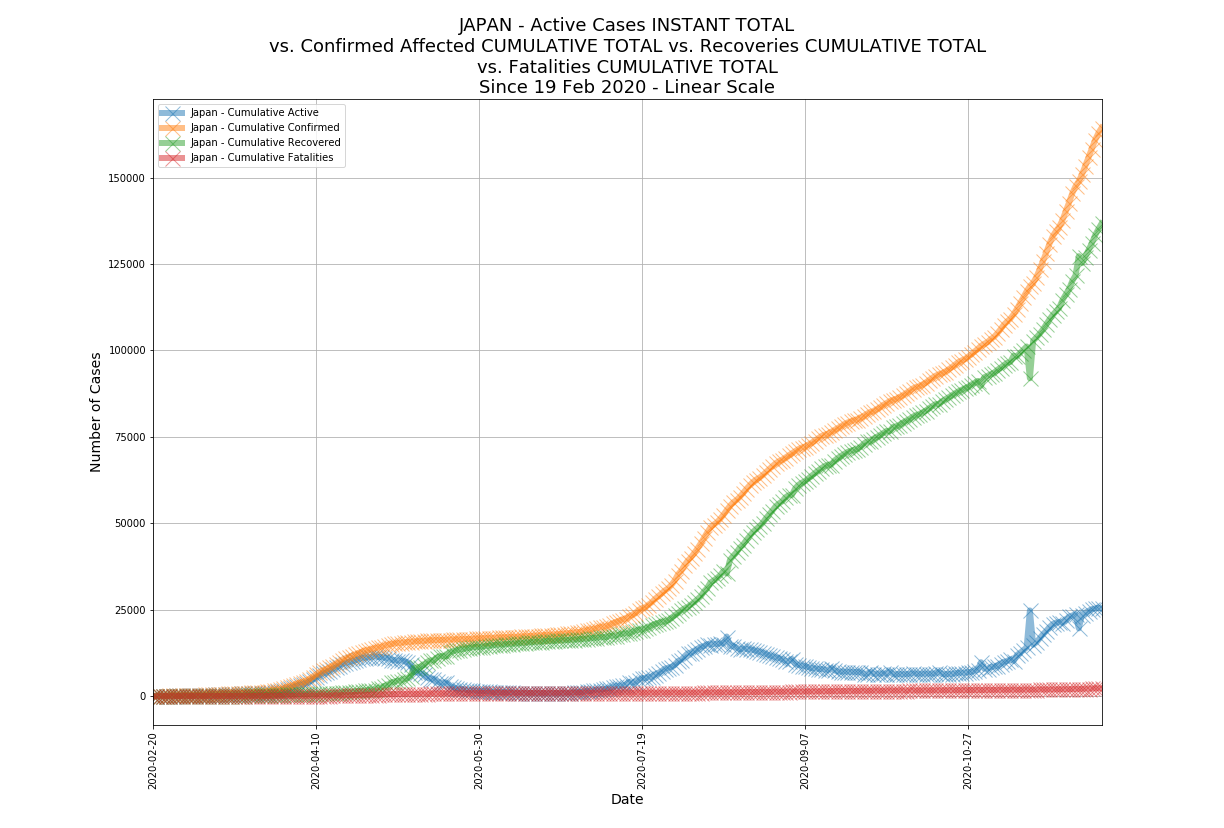 JAPAN - Active Cases INSTANT TOTAL
vs. Confirmed Affected CUMULATIVE TOTAL vs. Recoveries CUMULATIVE TOTAL
vs. Fatalities CUMULATIVE TOTAL
Since 19 Feb 2020 - Linear Scale
Japan - Cumulative Active
Japan - Cumulative Confirmed
Japan - Cumulative Recovered
Japan - Cumulative Fatalities
150000
125000
100000
75000
50000
25000
0
Number of Cases
2020-02-20
2020-04-10
2020-05-30
2020-07-19
2020-09-07
2020-10-27
Date